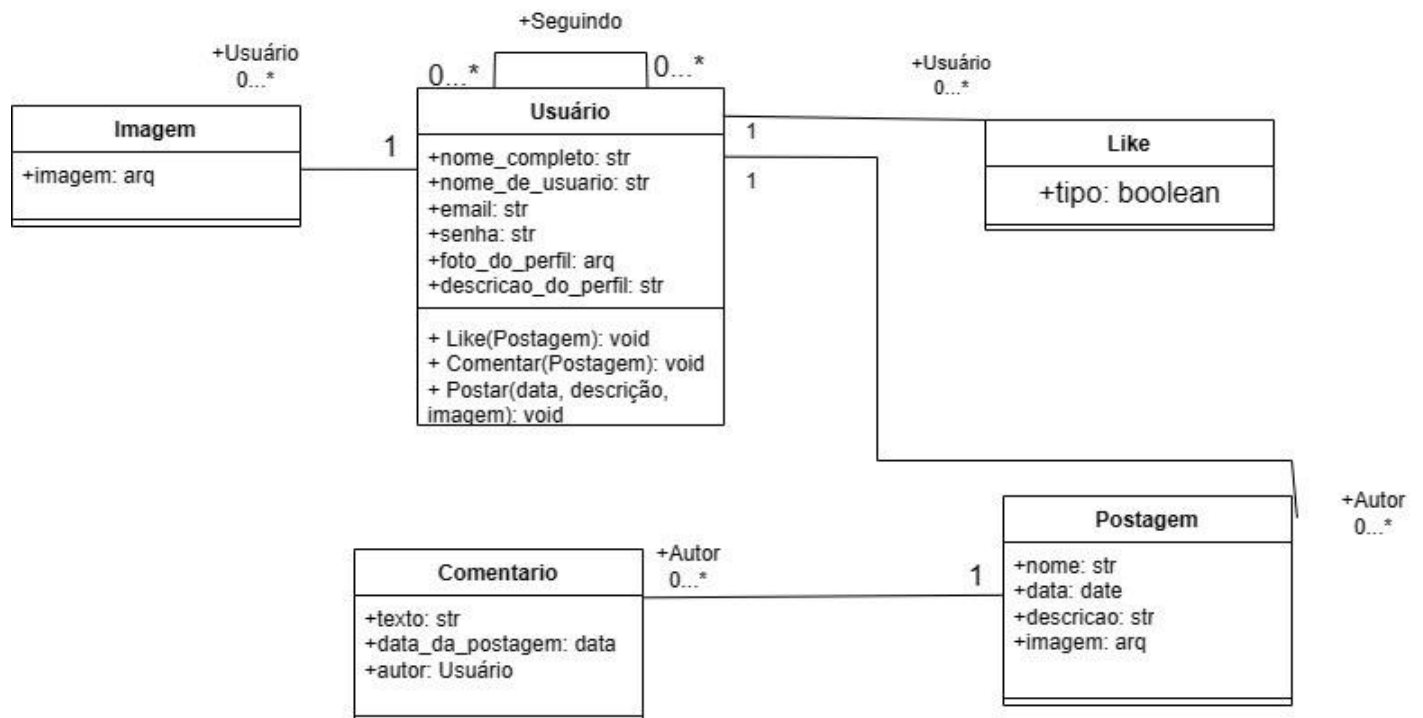 +Seguindo
+Usuário
0...*
0...*
0...*
+Usuário
0...*
Imagem
+imagem: arq
1
Usuário
+nome_completo: str
+nome_de_usuario: str
+email: str
+senha: str
+foto_do_perfil: arq
+descricao_do_perfil: str
+ Like(Postagem): void
+ Comentar(Postagem): void
+ Postar(data, descrição,
imagem): void
1
1
Like
+tipo: boolean
+Autor
0...*
Postagem
+nome: str
+data: date
+descricao: str
+imagem: arq
1
+Autor
0...*
Comentario
+texto: str
+data_da_postagem: data
+autor: Usuário